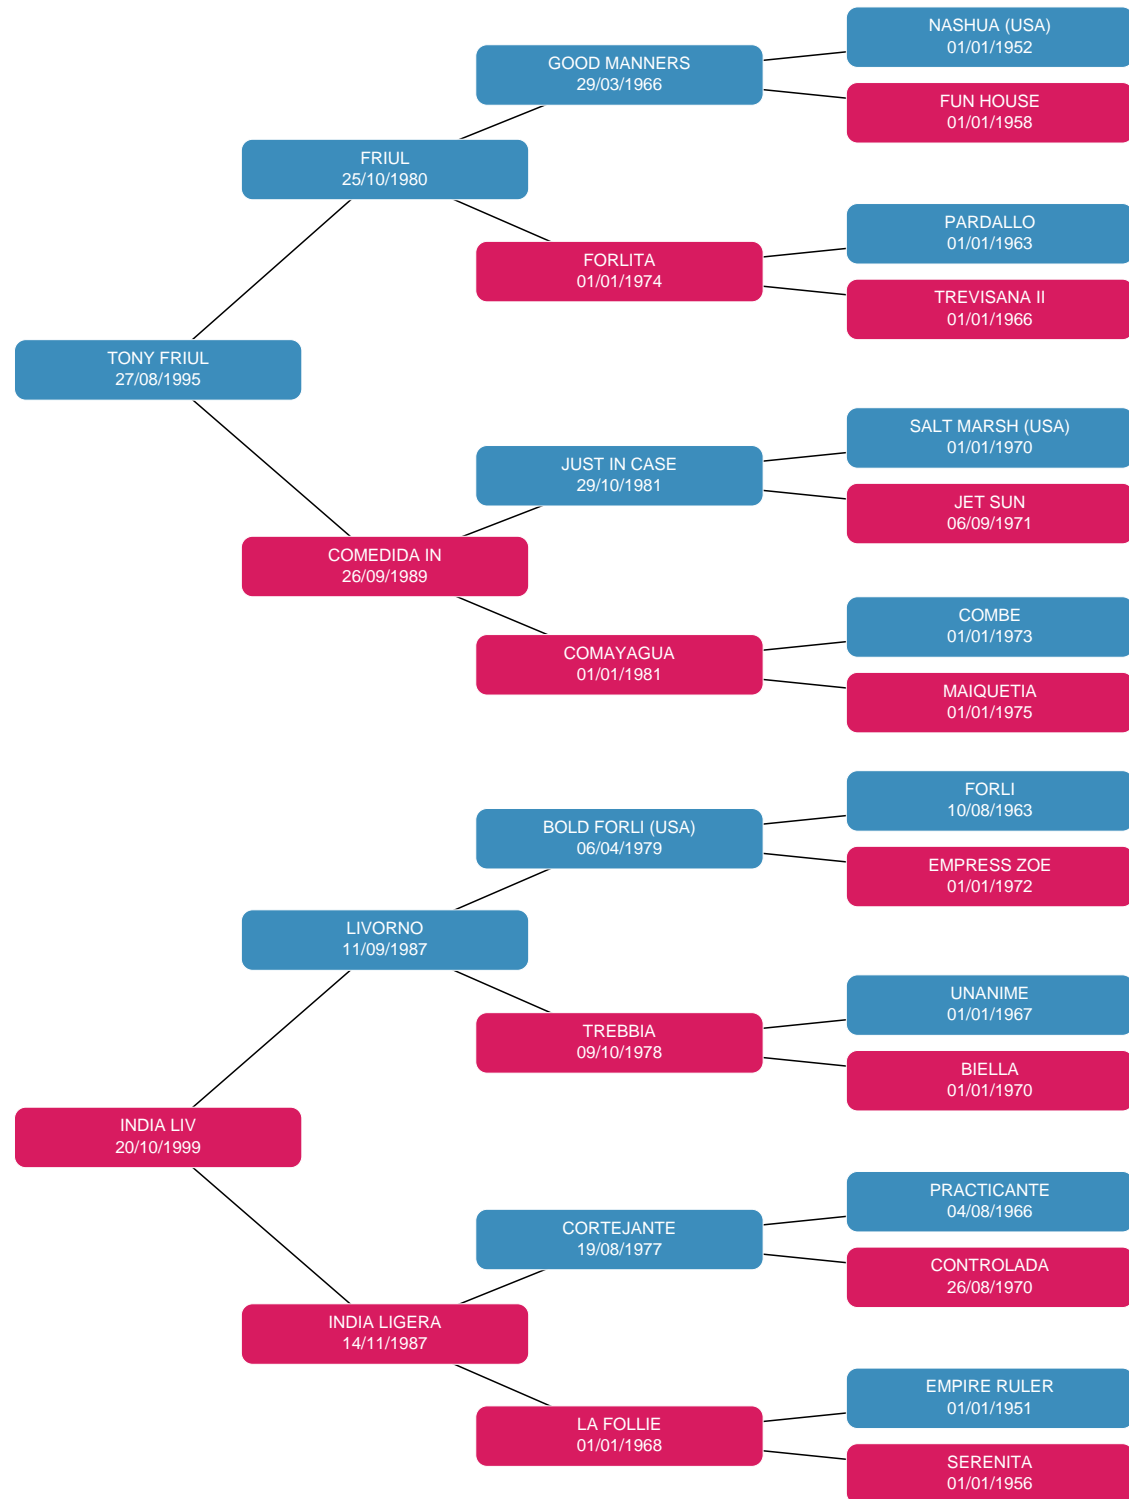 NASHUA (USA)
01/01/1952
GOOD MANNERS
29/03/1966
FUN HOUSE
01/01/1958
FRIUL
25/10/1980
PARDALLO
01/01/1963
FORLITA
01/01/1974
TREVISANA II
01/01/1966
TONY FRIUL
27/08/1995
SALT MARSH (USA)
01/01/1970
JUST IN CASE
29/10/1981
JET SUN
06/09/1971
COMEDIDA IN
26/09/1989
COMBE
01/01/1973
COMAYAGUA
01/01/1981
MAIQUETIA
01/01/1975
FORLI
10/08/1963
BOLD FORLI (USA)
06/04/1979
EMPRESS ZOE
01/01/1972
LIVORNO
11/09/1987
UNANIME
01/01/1967
TREBBIA
09/10/1978
BIELLA
01/01/1970
INDIA LIV
20/10/1999
PRACTICANTE
04/08/1966
CORTEJANTE
19/08/1977
CONTROLADA
26/08/1970
INDIA LIGERA
14/11/1987
EMPIRE RULER
01/01/1951
LA FOLLIE
01/01/1968
SERENITA
01/01/1956